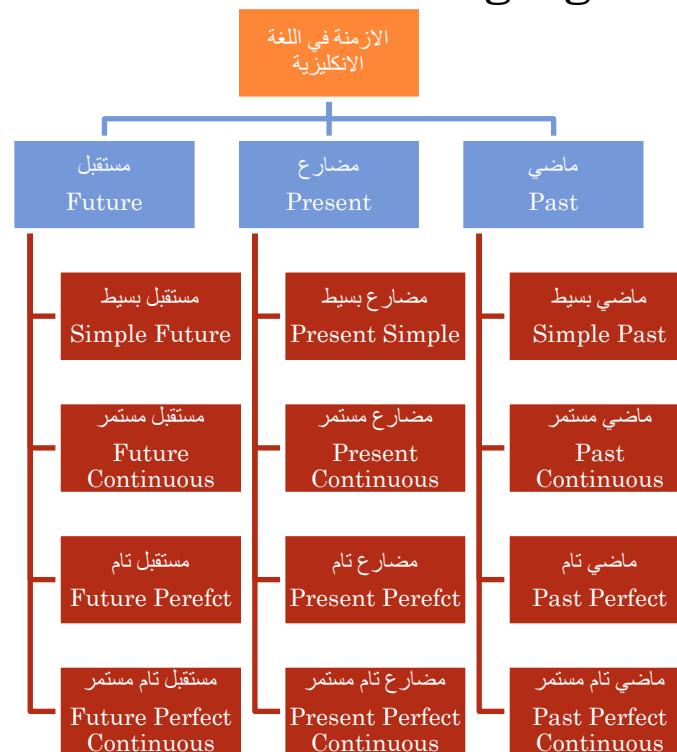 الازمنة في اللغة
الانكليزية
مستقبل
Future
مضارع
Present
ماضي
Past
مستقبل بسيط
Simple Future
مضارع بسيط
Present Simple
ماضي بسيط
Simple Past
مستقبل مستمر
Future
Continuous
مضارع مستمر
Present
Continuous
ماضي مستمر
Past
Continuous
مستقبل تام
Future Perefct
مضارع تام
Present Perefct
ماضي تام
Past Perfect
مستقبل تام مستمر
Future Perfect
Continuous
مضارع تام مستمر
Present Perfect
Continuous
ماضي تام مستمر
Past Perfect
Continuous